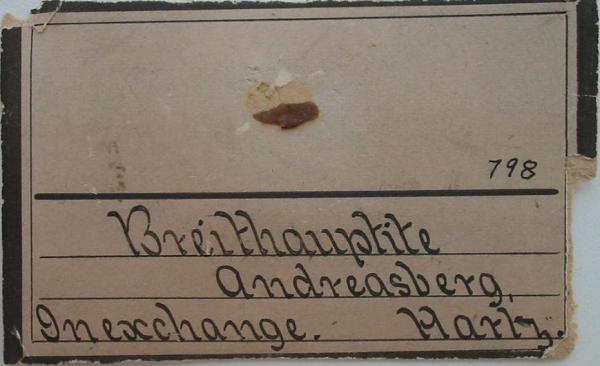 798
Breithauptite
Andreasberg,
In exchange. Hartz.